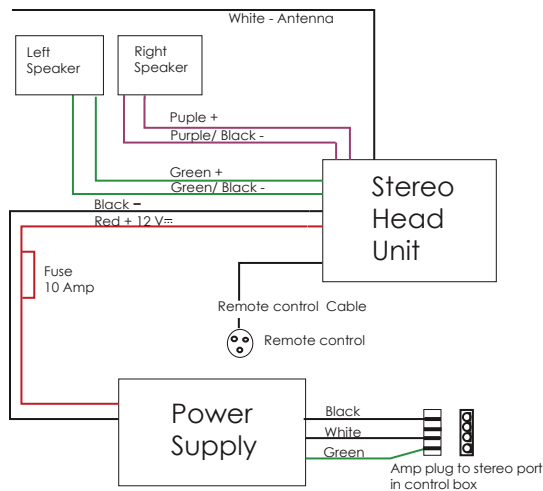 White - Antenna
Left
Speaker
Right
Speaker
Puple +
Purple/ Black -
Green +
Green/ Black -
Black –
Red + 12 V⎓
Stereo
Head
Unit
Fuse
10 Amp
Remote control Cable
Remote control
Power
Supply
Black
White
Green
Amp plug to stereo port
in control box